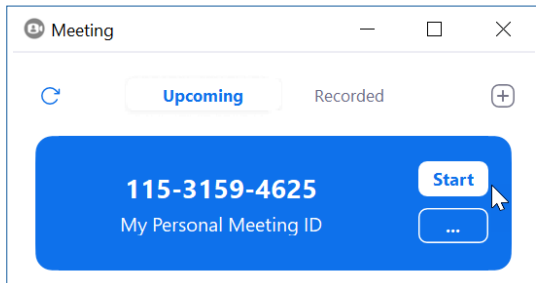 Meeting
Upcoming Recorded
115-3159-4625
Start
My Personal Meeting ID
...